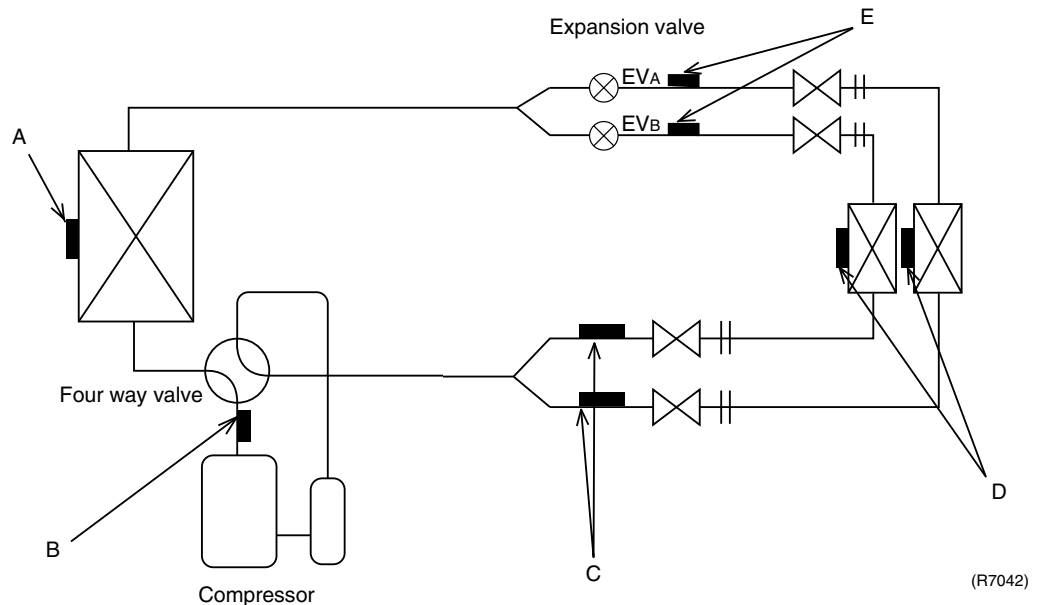 Expansion valve
E
EVA
EVB
A
Four way valve
B
Compressor
C
D
(R7042)